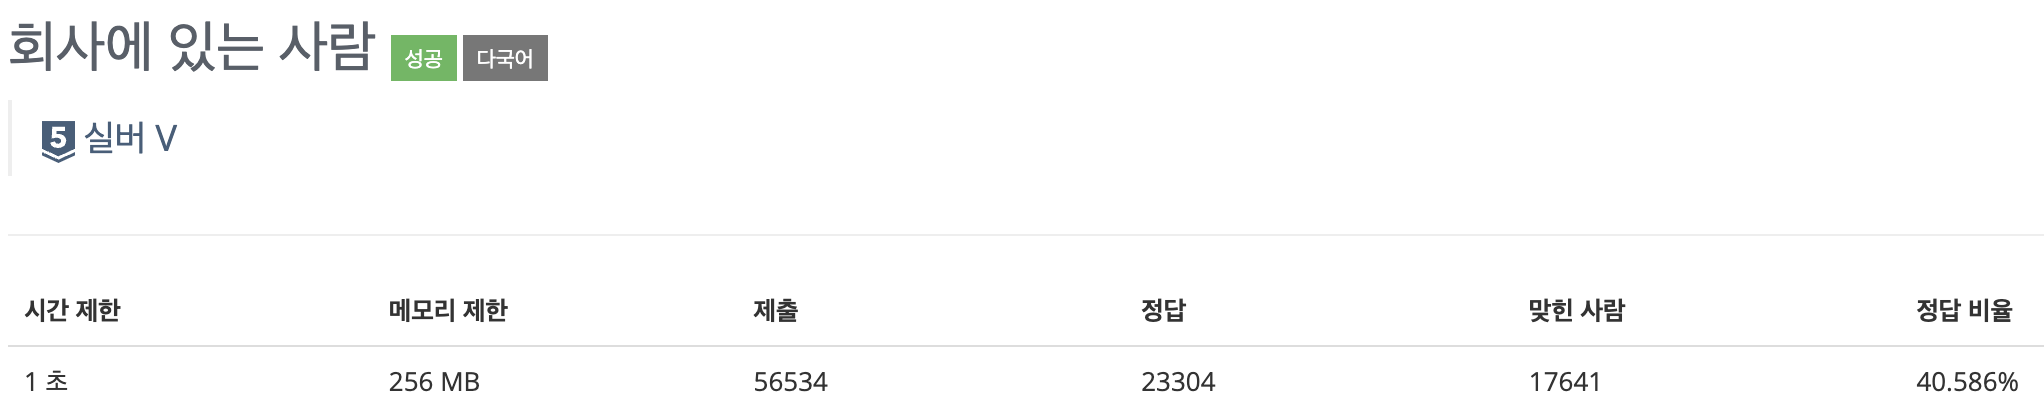 회사에 있는 사람 성공 다국어
5 실버 V
시간 제한 메모리 제한 제출 정답 맞힌 사람 정답 비율
1 초 256 MB 56534 23304 17641 40.586%